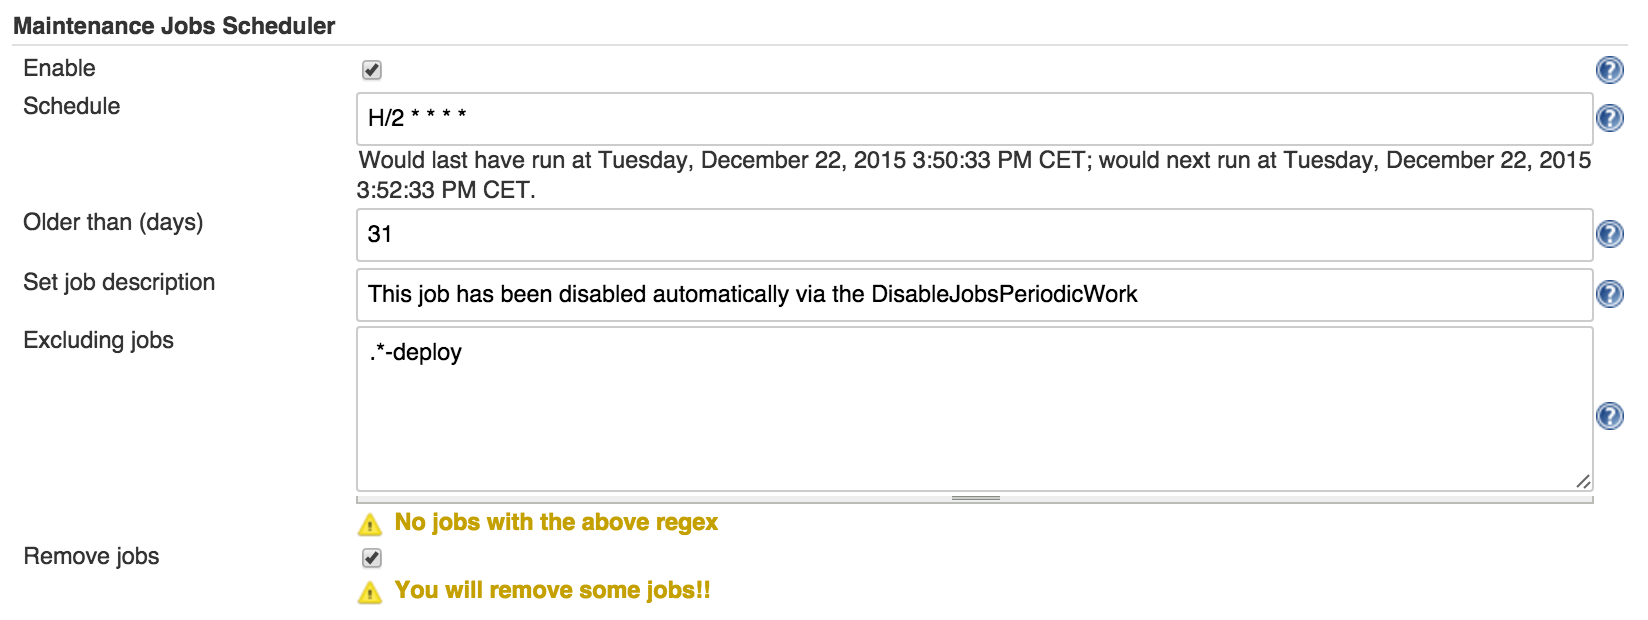 Maintenance Jobs Scheduler
Enable
Schedule
H/2 * * * *
Would last have run at Tuesday, December 22, 2015 3:50:33 PM CET; would next run at Tuesday, December 22, 2015
3:52:33 PM CET.
Older than (days)
31
Set job description
This job has been disabled automatically via the DisableJobsPeriodicWork
Excluding jobs
.*-deploy
No jobs with the above regex
Remove jobs
You will remove some jobs!!